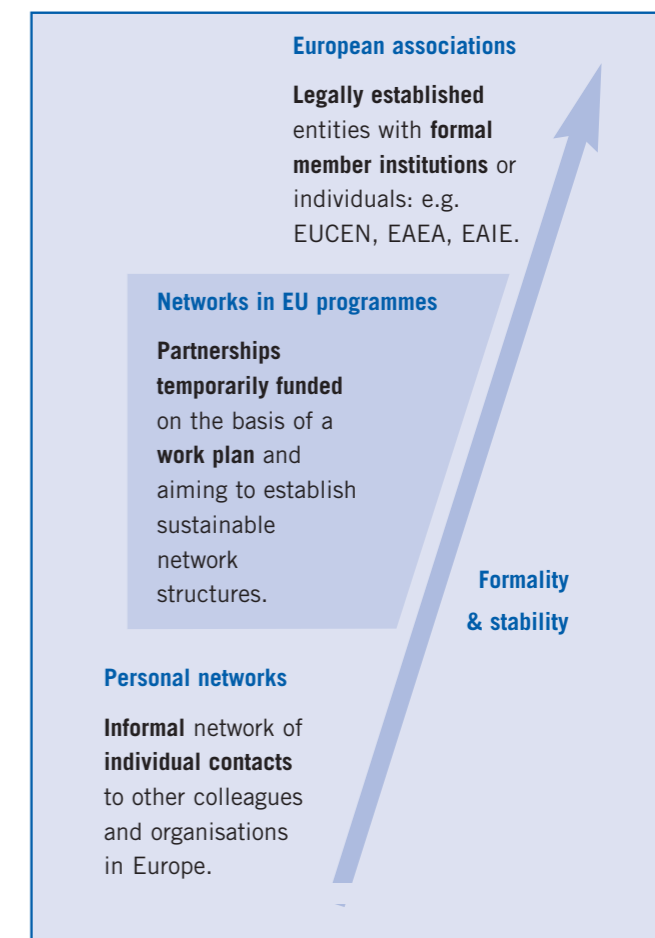 European associations
Legally established
entities with formal
member institutions or
individuals: e.g.
EUCEN, EAEA, EAIE.
Networks in EU programmes
Partnerships
temporarily funded
on the basis of a
work plan and
aiming to establish
sustainable
network
structures.
Formality
& stability
Personal networks
Informal network of
individual contacts
to other colleagues
and organisations
in Europe.